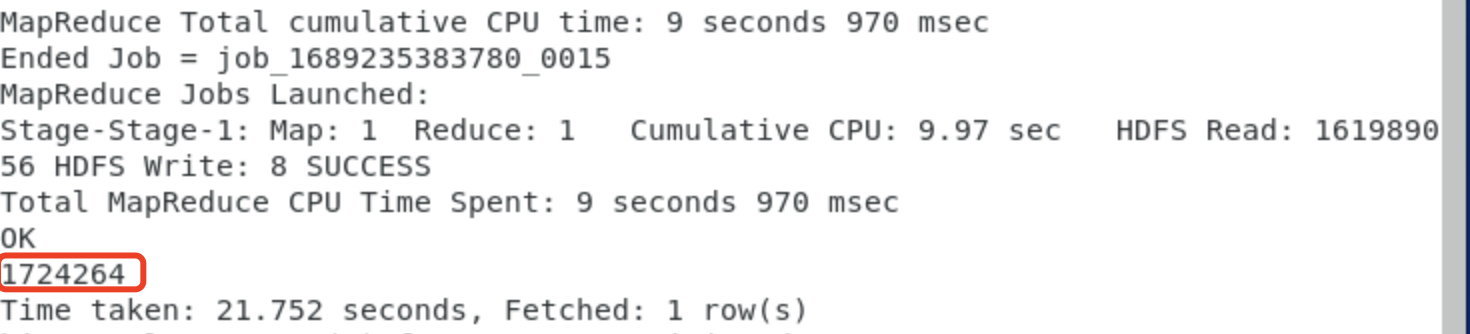 MapReduce Total cumulative CPU time: 9 seconds 970 msec
Ended Job = job_1689235383780_0015
MapReduce Jobs Launched:
Stage-Stage-1: Map: 1  Reduce: 1   Cumulative CPU: 9.97 sec   HDFS Read: 1619890
56 HDFS Write: 8 SUCCESS
Total MapReduce CPU Time Spent: 9 seconds 970 msec
OK
1724264
Time taken: 21.752 seconds, Fetched: 1 row(s)